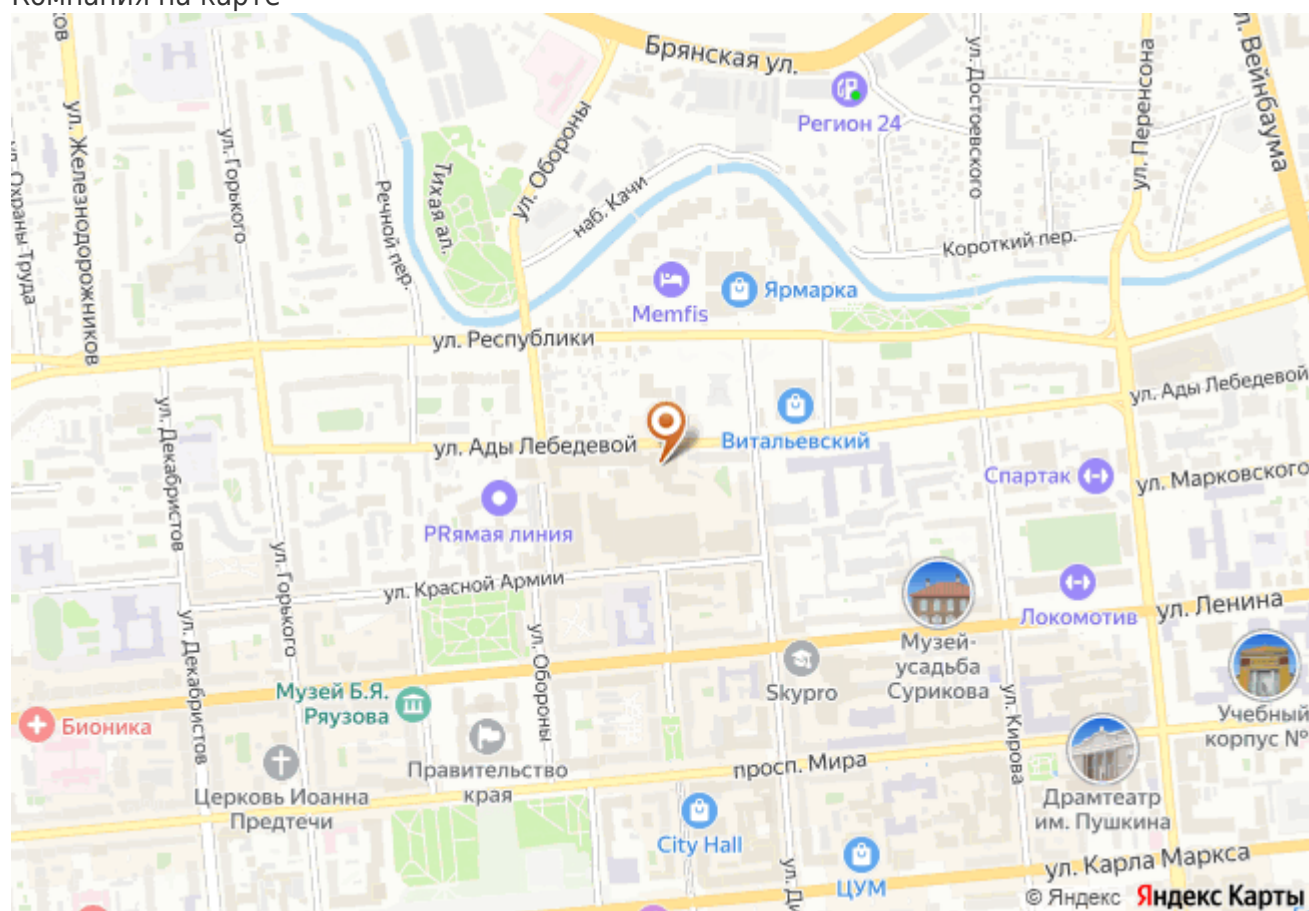 Компания на карте
Брянская ул.
ул. Достоевского
ул. Перенсона
ул. Вейнбаума
ул. Железнодорожников
ул. Горького
ул. Охраны Труда
Речной пер.
Тихая ал.
ул. Обороны
наб. Качи
Регион 24
Короткий пер.
Memfis
Ярмарка
ул. Республики
ул. Ады Лебедевой
ул. Декабристов
ул. Ады Лебедевой
Витальевский
Спартак
ул. Марковского
PRямая линия
ул. Горького
ул. Красной Армии
Локомотив
ул. Ленина
ул. Декабристов
ул. Обороны
Музей-
усадьба
Сурикова
Skypro
Музей Б.Я.
Ряузова
ул. Кирова
Учебный
корпус №
Бионика
Правительство
края
просп. Мира
Церковь Иоанна
Предтечи
Драмтеатр
им. Пушкина
City Hall
ЦУМ
ул. Карла Маркса
© Яндекс Яндекс Карты